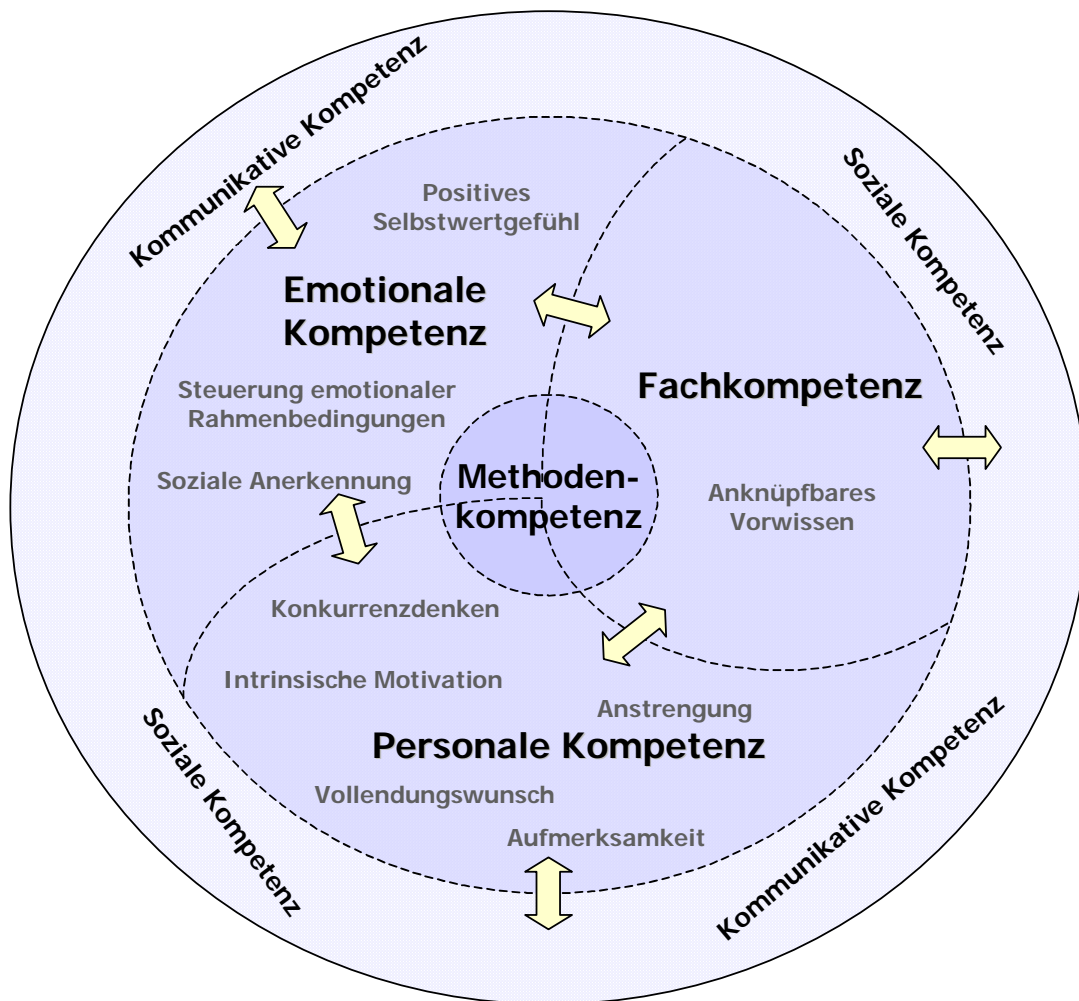 Kommunikative Kompetenz
Soziale Kompetenz
Positives
Selbstwertgefühl
Emotionale
Kompetenz
Fachkompetenz
Steuerung emotionaler
Rahmenbedingungen
Soziale Anerkennung
Methoden-
kompetenz
Anknüpfbares
Vorwissen
Konkurrenzdenken
Intrinsische Motivation
Anstrengung
Personale Kompetenz
Vollendungswunsch
Aufmerksamkeit
Soziale Kompetenz
Kommunikative Kompetenz